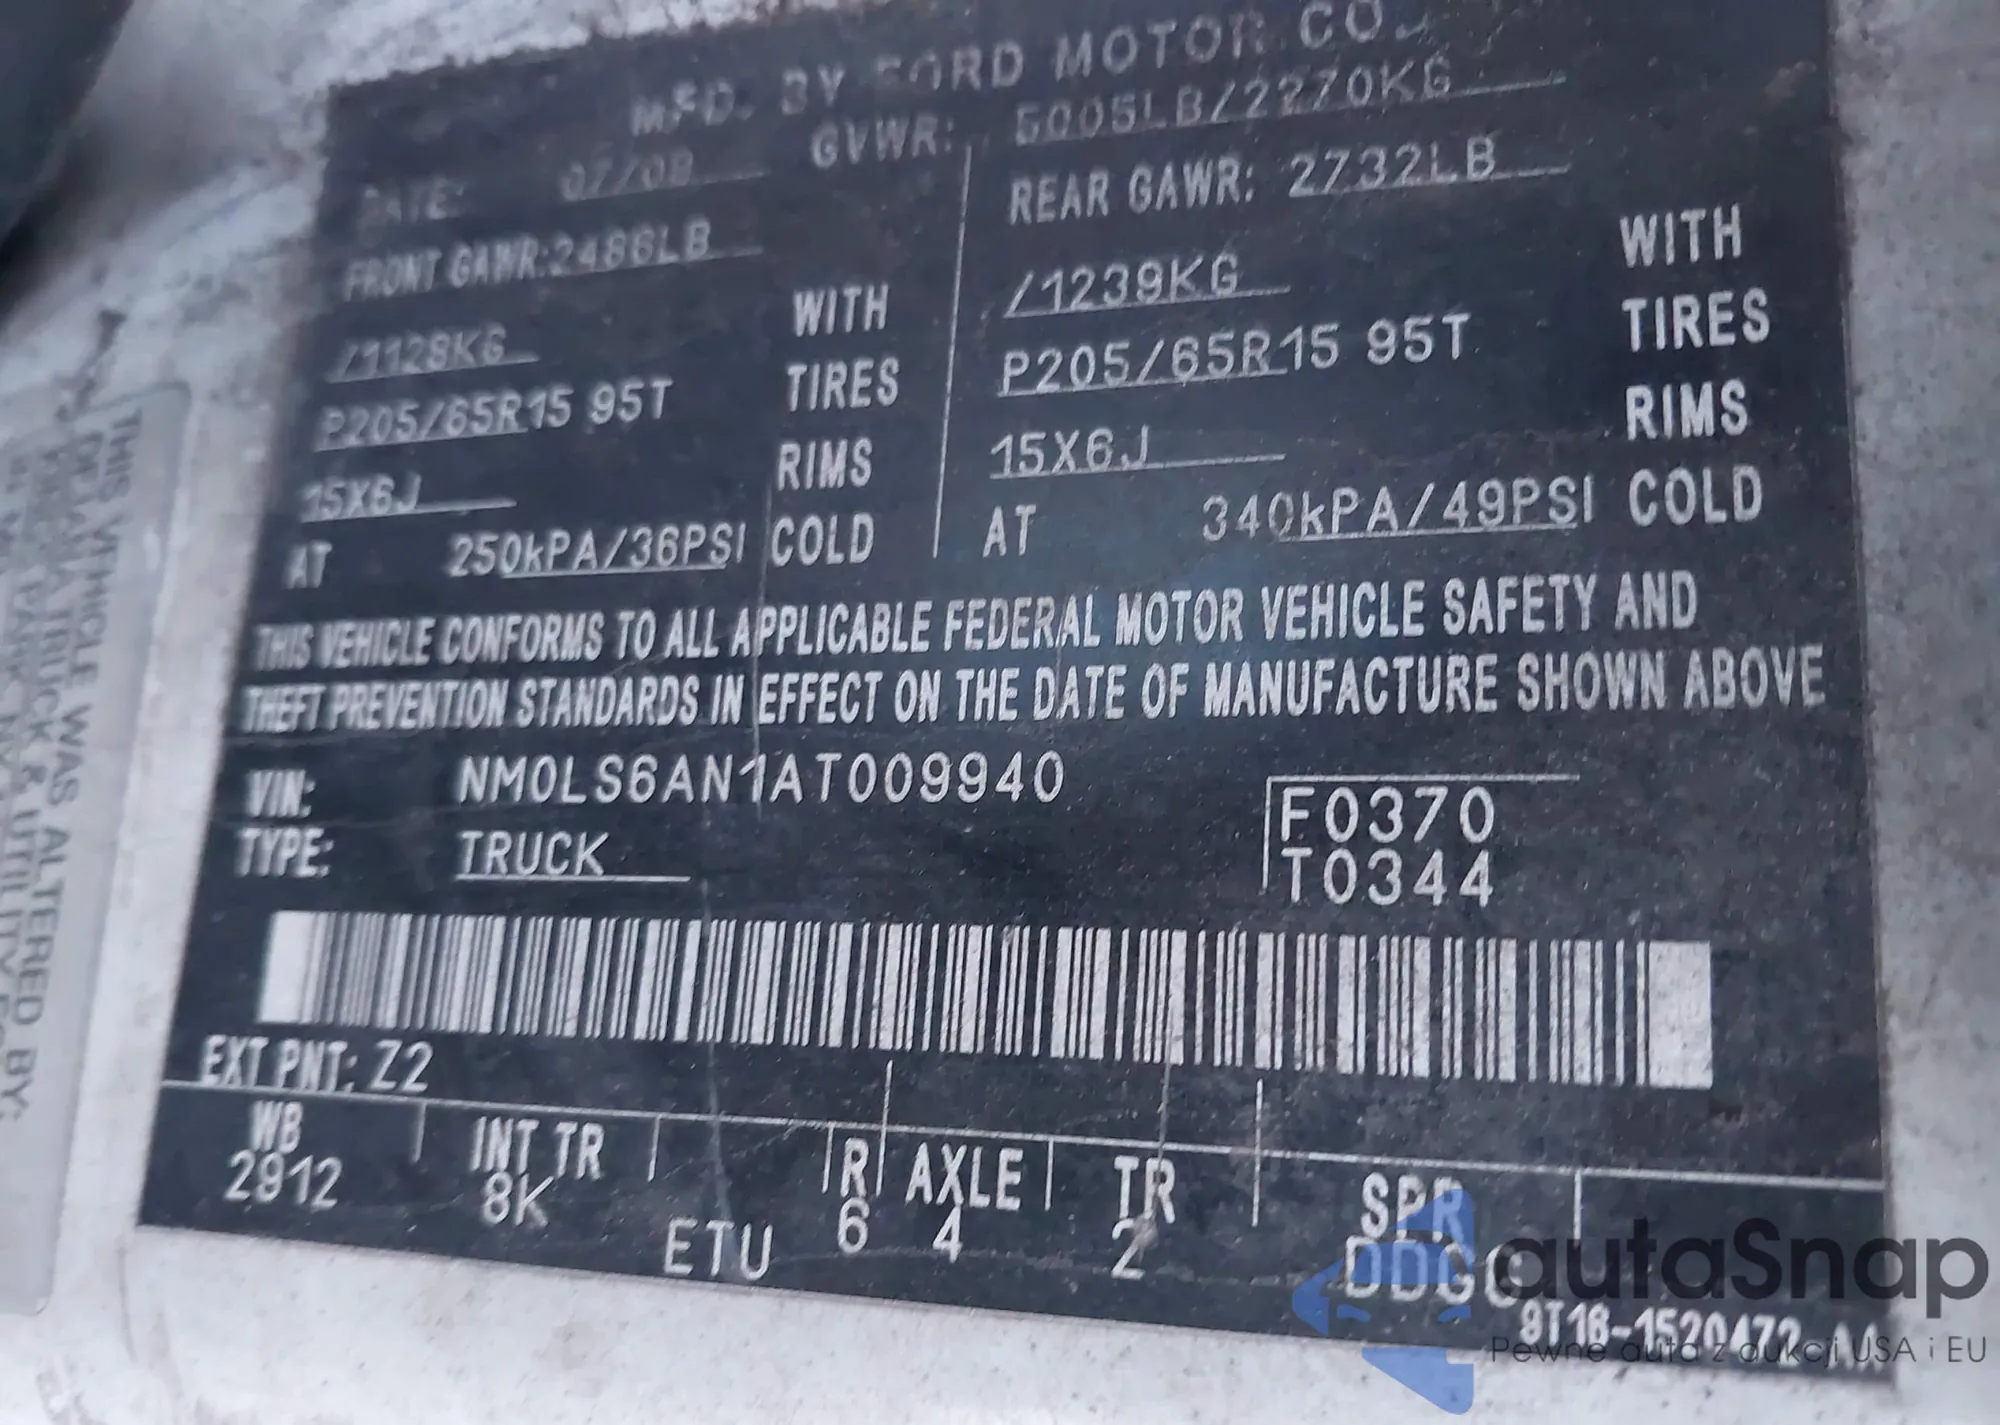 MFD. BY FORD MOTOR CO.
DATE: 07/09 GVWR: 5005LB/2270KG
FRONT GAWR:2486LB REAR GAWR: 2732LB
/1128KG WITH /1239KG WITH
P205/65R15 95T TIRES P205/65R15 95T TIRES
15X6J RIMS 15X6J RIMS
AT 250kPA/36PSI COLD AT 340kPA/49PSI COLD
THIS VEHICLE CONFORMS TO ALL APPLICABLE FEDERAL MOTOR VEHICLE SAFETY AND
THEFT PREVENTION STANDARDS IN EFFECT ON THE DATE OF MANUFACTURE SHOWN ABOVE
VIN: NM0LS6AN1AT009940
F0370
TYPE: TRUCK
T0344
EXT PNT: Z2
WB INT TR R AXLE TR SPR
2912 8K ETU 6 4 2
9T16-1520472-AA
THIS VEHICLE WAS ALTERED BY:
autaSnap
Pewne auta z aukcji USA i EU